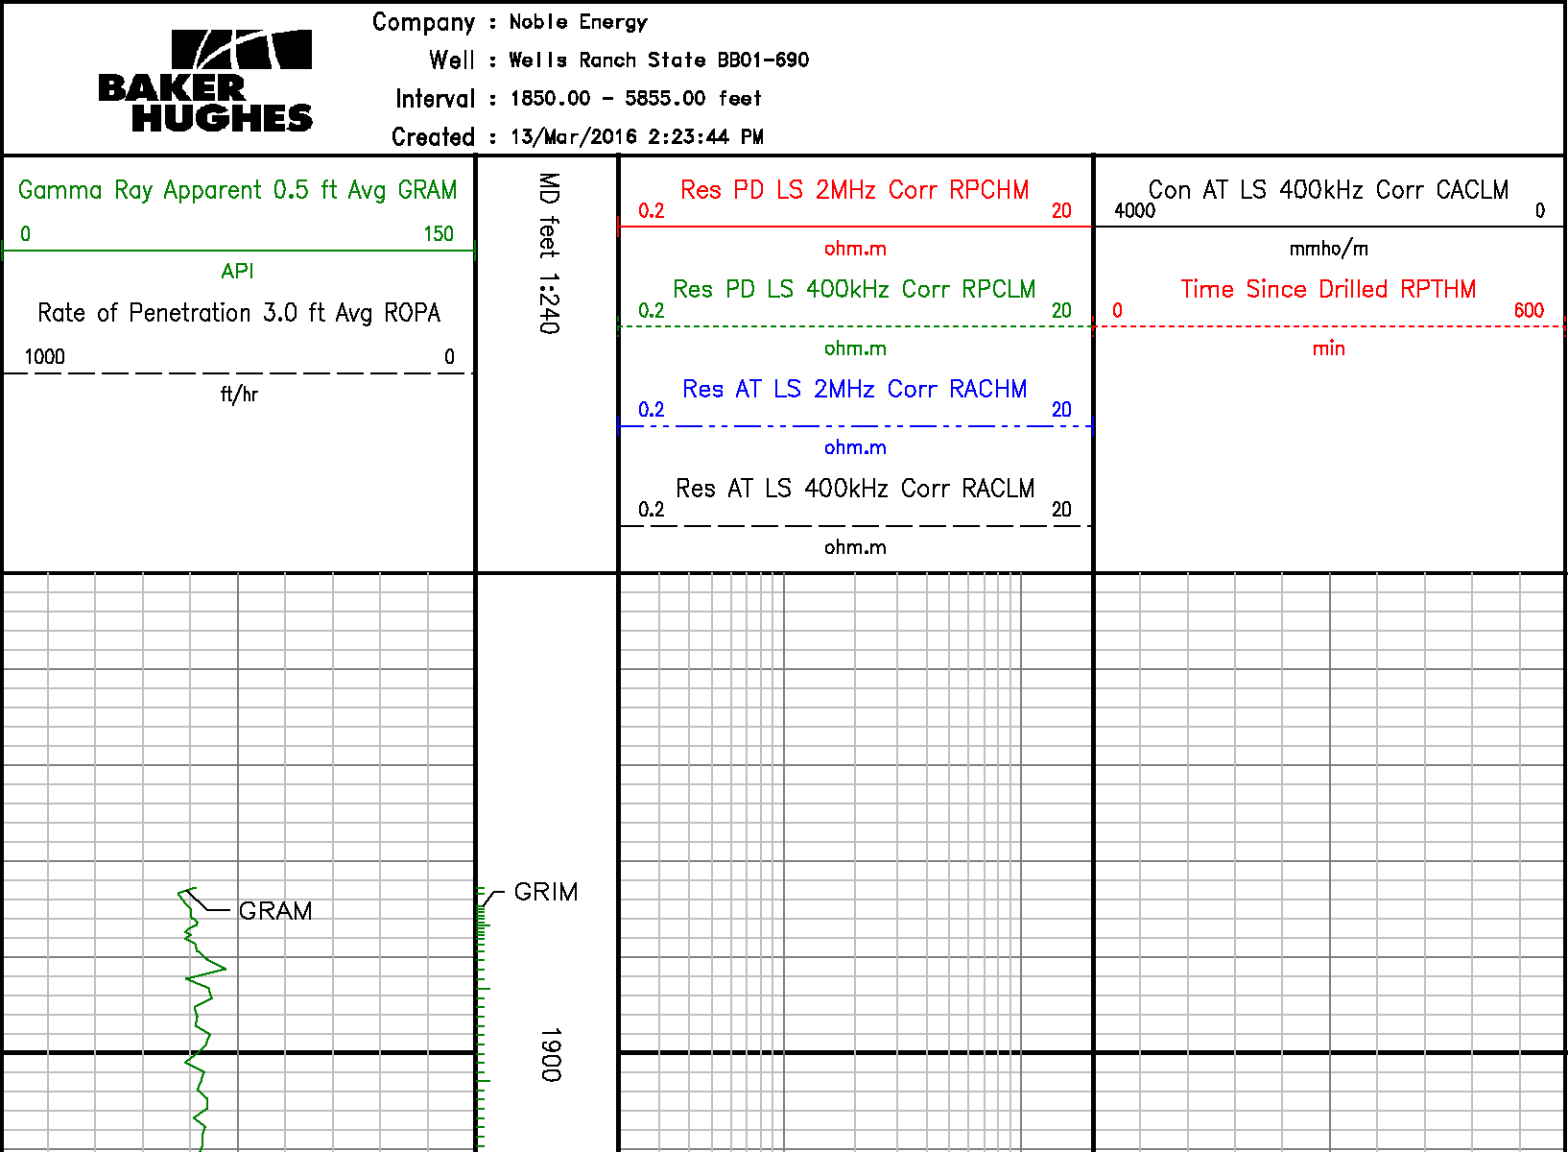 BAKER
HUGHES
Company : Noble Energy
Well : Wells Ranch State BB01-690
Interval : 1850.00 - 5855.00 feet
Created : 13/Mar/2016 2:23:44 PM
Gamma Ray Apparent 0.5 ft Avg GRAM
0 150
API
Rate of Penetration 3.0 ft Avg ROPA
1000 0
ft/hr
MD feet 1:240
Res PD LS 2MHz Corr RPCHM
0.2 20
ohm.m
Res PD LS 400kHz Corr RPCLM
0.2 20
ohm.m
Res AT LS 2MHz Corr RACHM
0.2 20
ohm.m
Res AT LS 400kHz Corr RACLM
0.2 20
ohm.m
Con AT LS 400kHz Corr CACLM
4000 0
mmho/m
Time Since Drilled RPTHM
0 600
min
GRAM
GRIM
1900